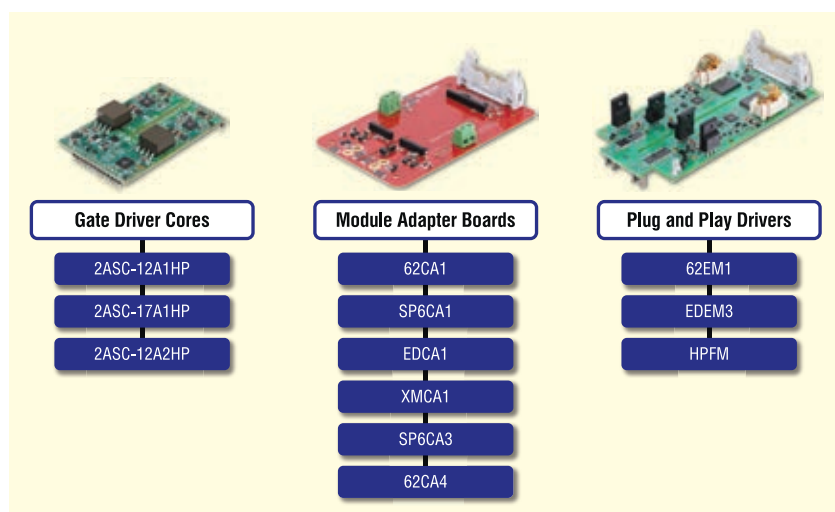 Gate Driver Cores
2ASC-12A1HP
2ASC-17A1HP
2ASC-12A2HP
Module Adapter Boards
62CA1
SP6CA1
EDCA1
XMCA1
SP6CA3
62CA4
Plug and Play Drivers
62EM1
EDEM3
HPFM